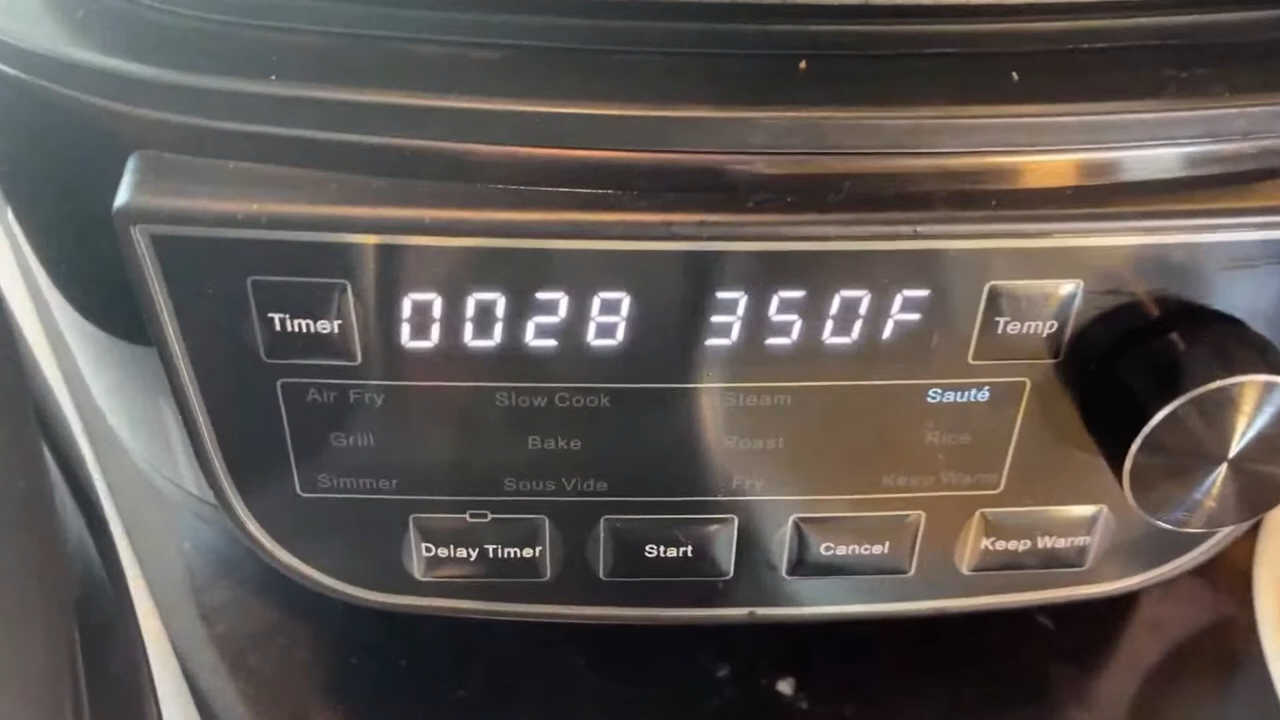 Timer 0028 350F Temp
Air Fry Slow Cook Steam Sauté
Grill Bake Roast Rice
Simmer Sous Vide Fry Keep Warm
Delay Timer Start Cancel Keep Warm